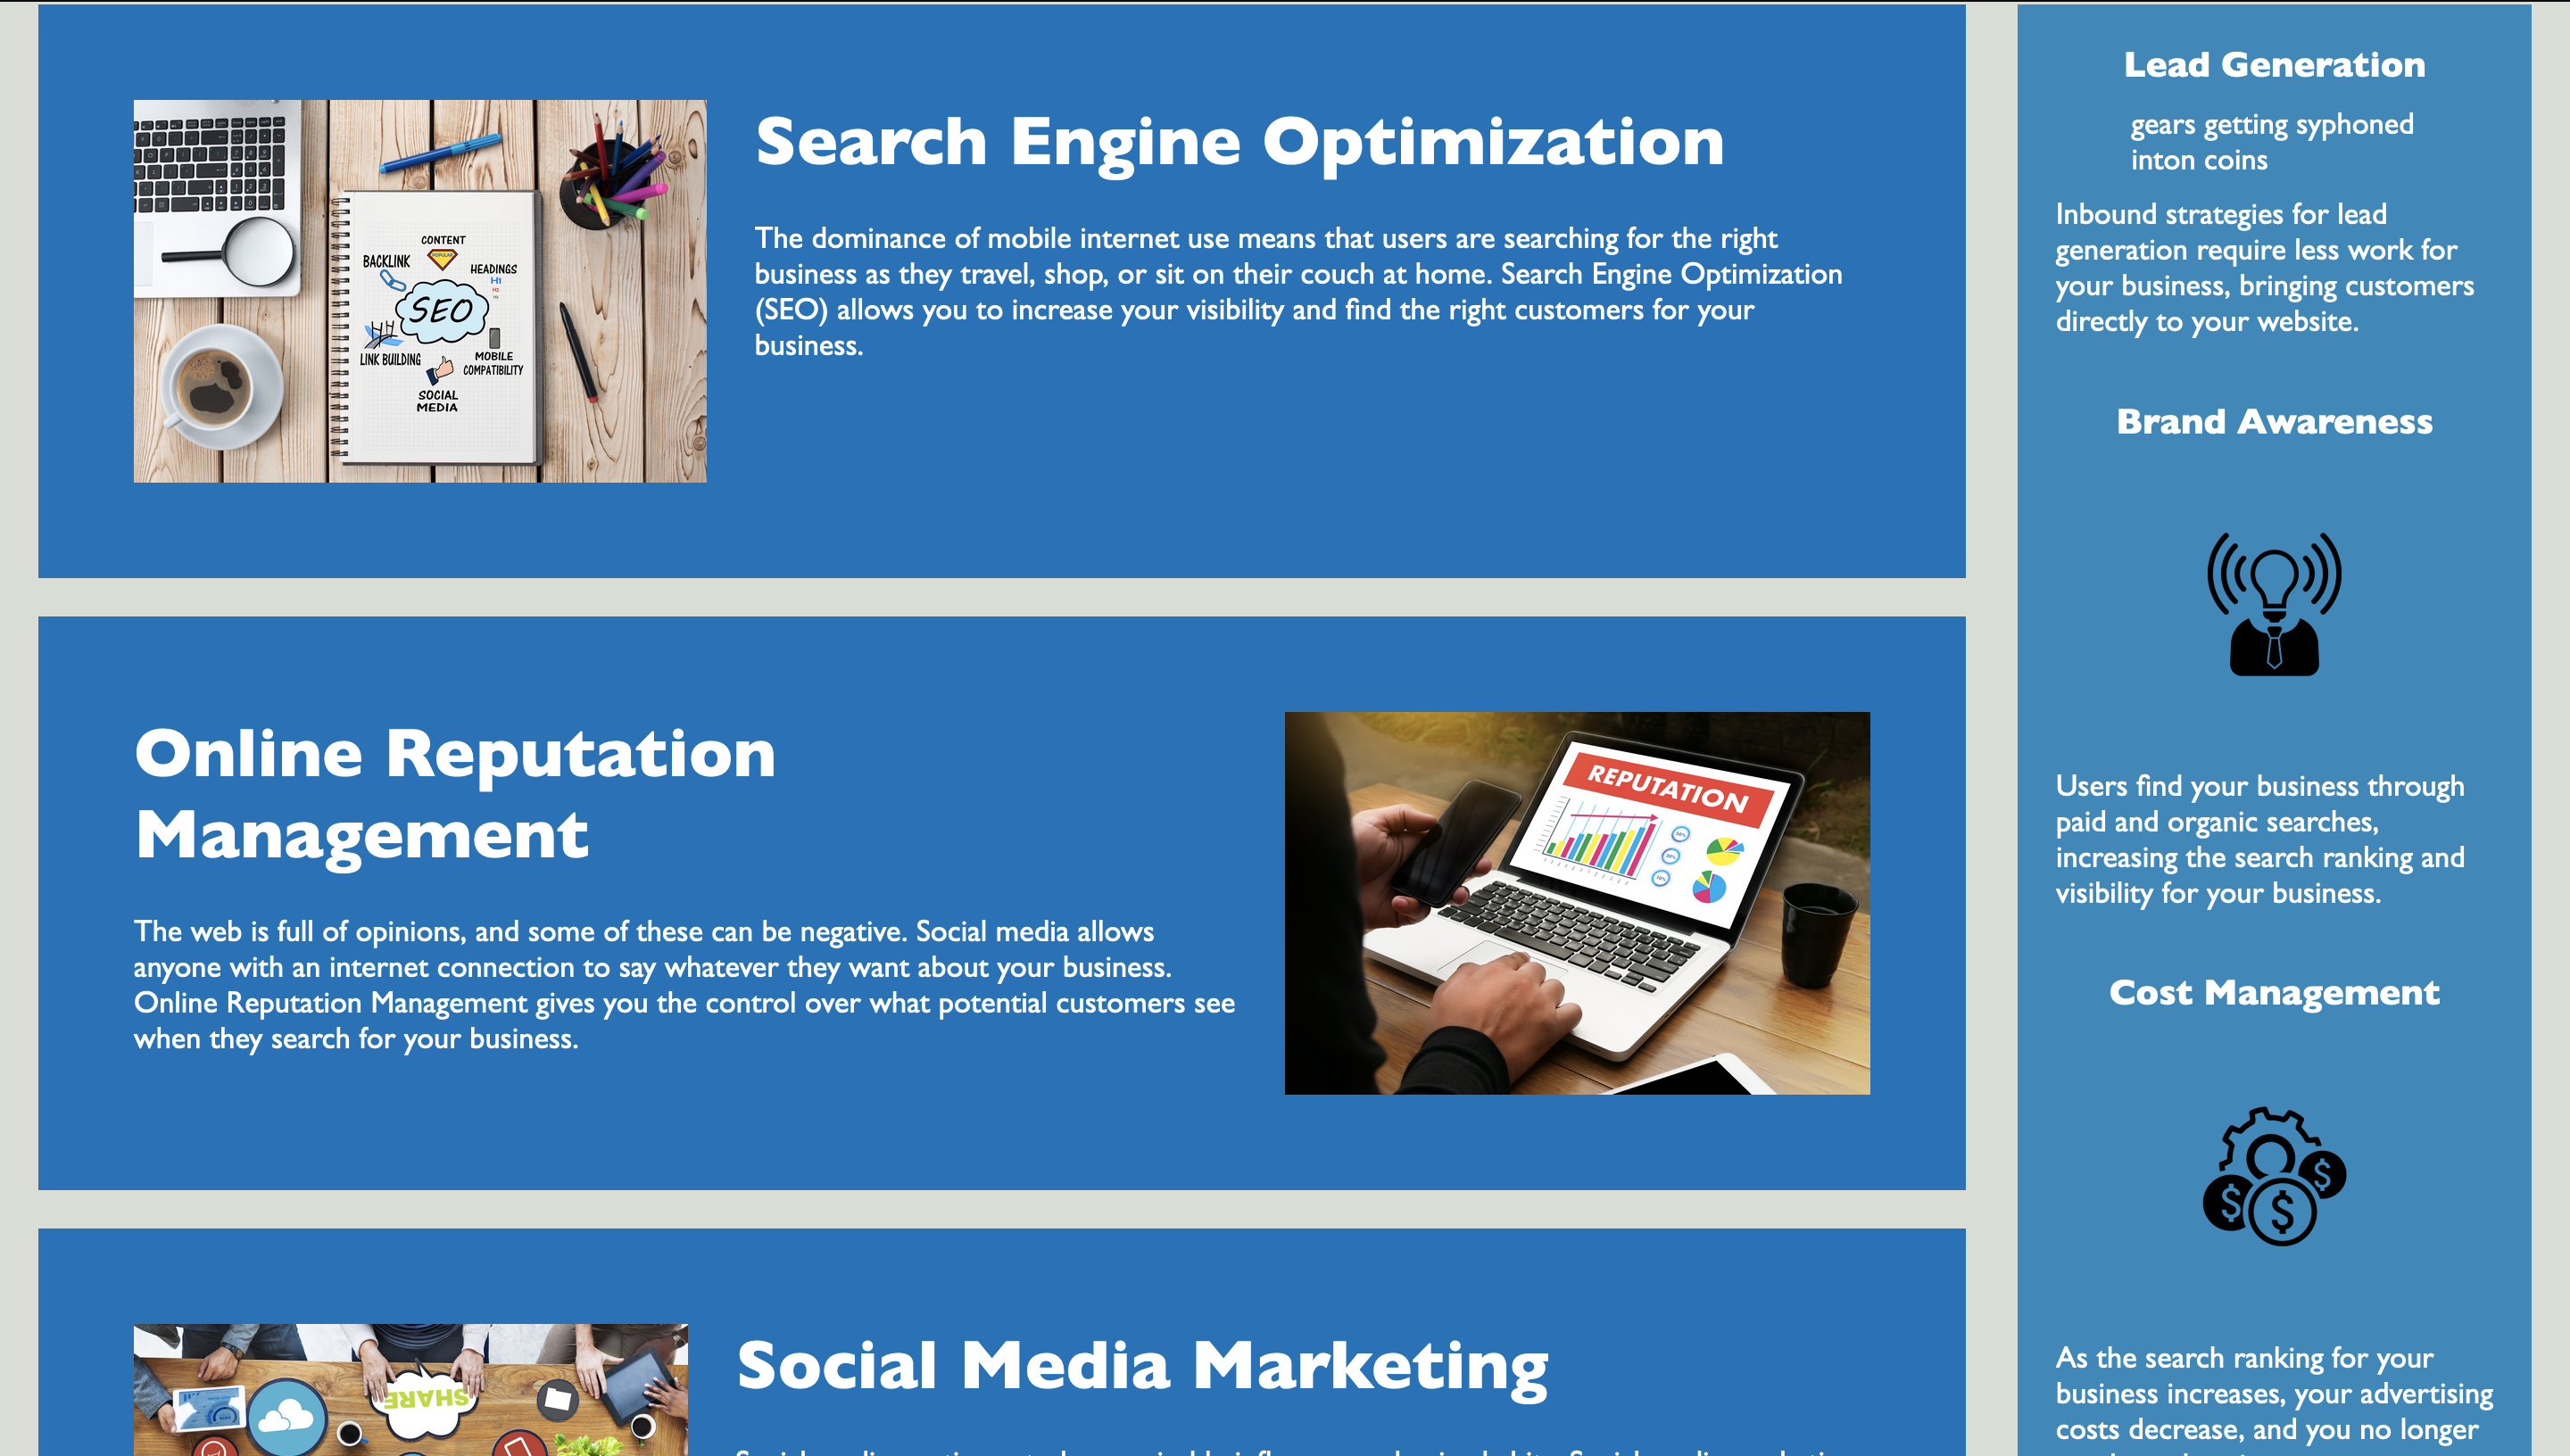 Search Engine Optimization
The dominance of mobile internet use means that users are searching for the right
business as they travel, shop, or sit on their couch at home. Search Engine Optimization
(SEO) allows you to increase your visibility and find the right customers for your
business.
CONTENT
POPULAR
BACKLINK
HEADINGS
H1
H2
H3
SEO
LINK BUILDING
MOBILE
COMPATIBILITY
SOCIAL
MEDIA
Online Reputation
Management
The web is full of opinions, and some of these can be negative. Social media allows
anyone with an internet connection to say whatever they want about your business.
Online Reputation Management gives you the control over what potential customers see
when they search for your business.
REPUTATION
Social Media Marketing
SHARE
Lead Generation
gears getting syphoned
inton coins
Inbound strategies for lead
generation require less work for
your business, bringing customers
directly to your website.
Brand Awareness
Users find your business through
paid and organic searches,
increasing the search ranking and
visibility for your business.
Cost Management
$ $ $
As the search ranking for your
business increases, your advertising
costs decrease, and you no longer